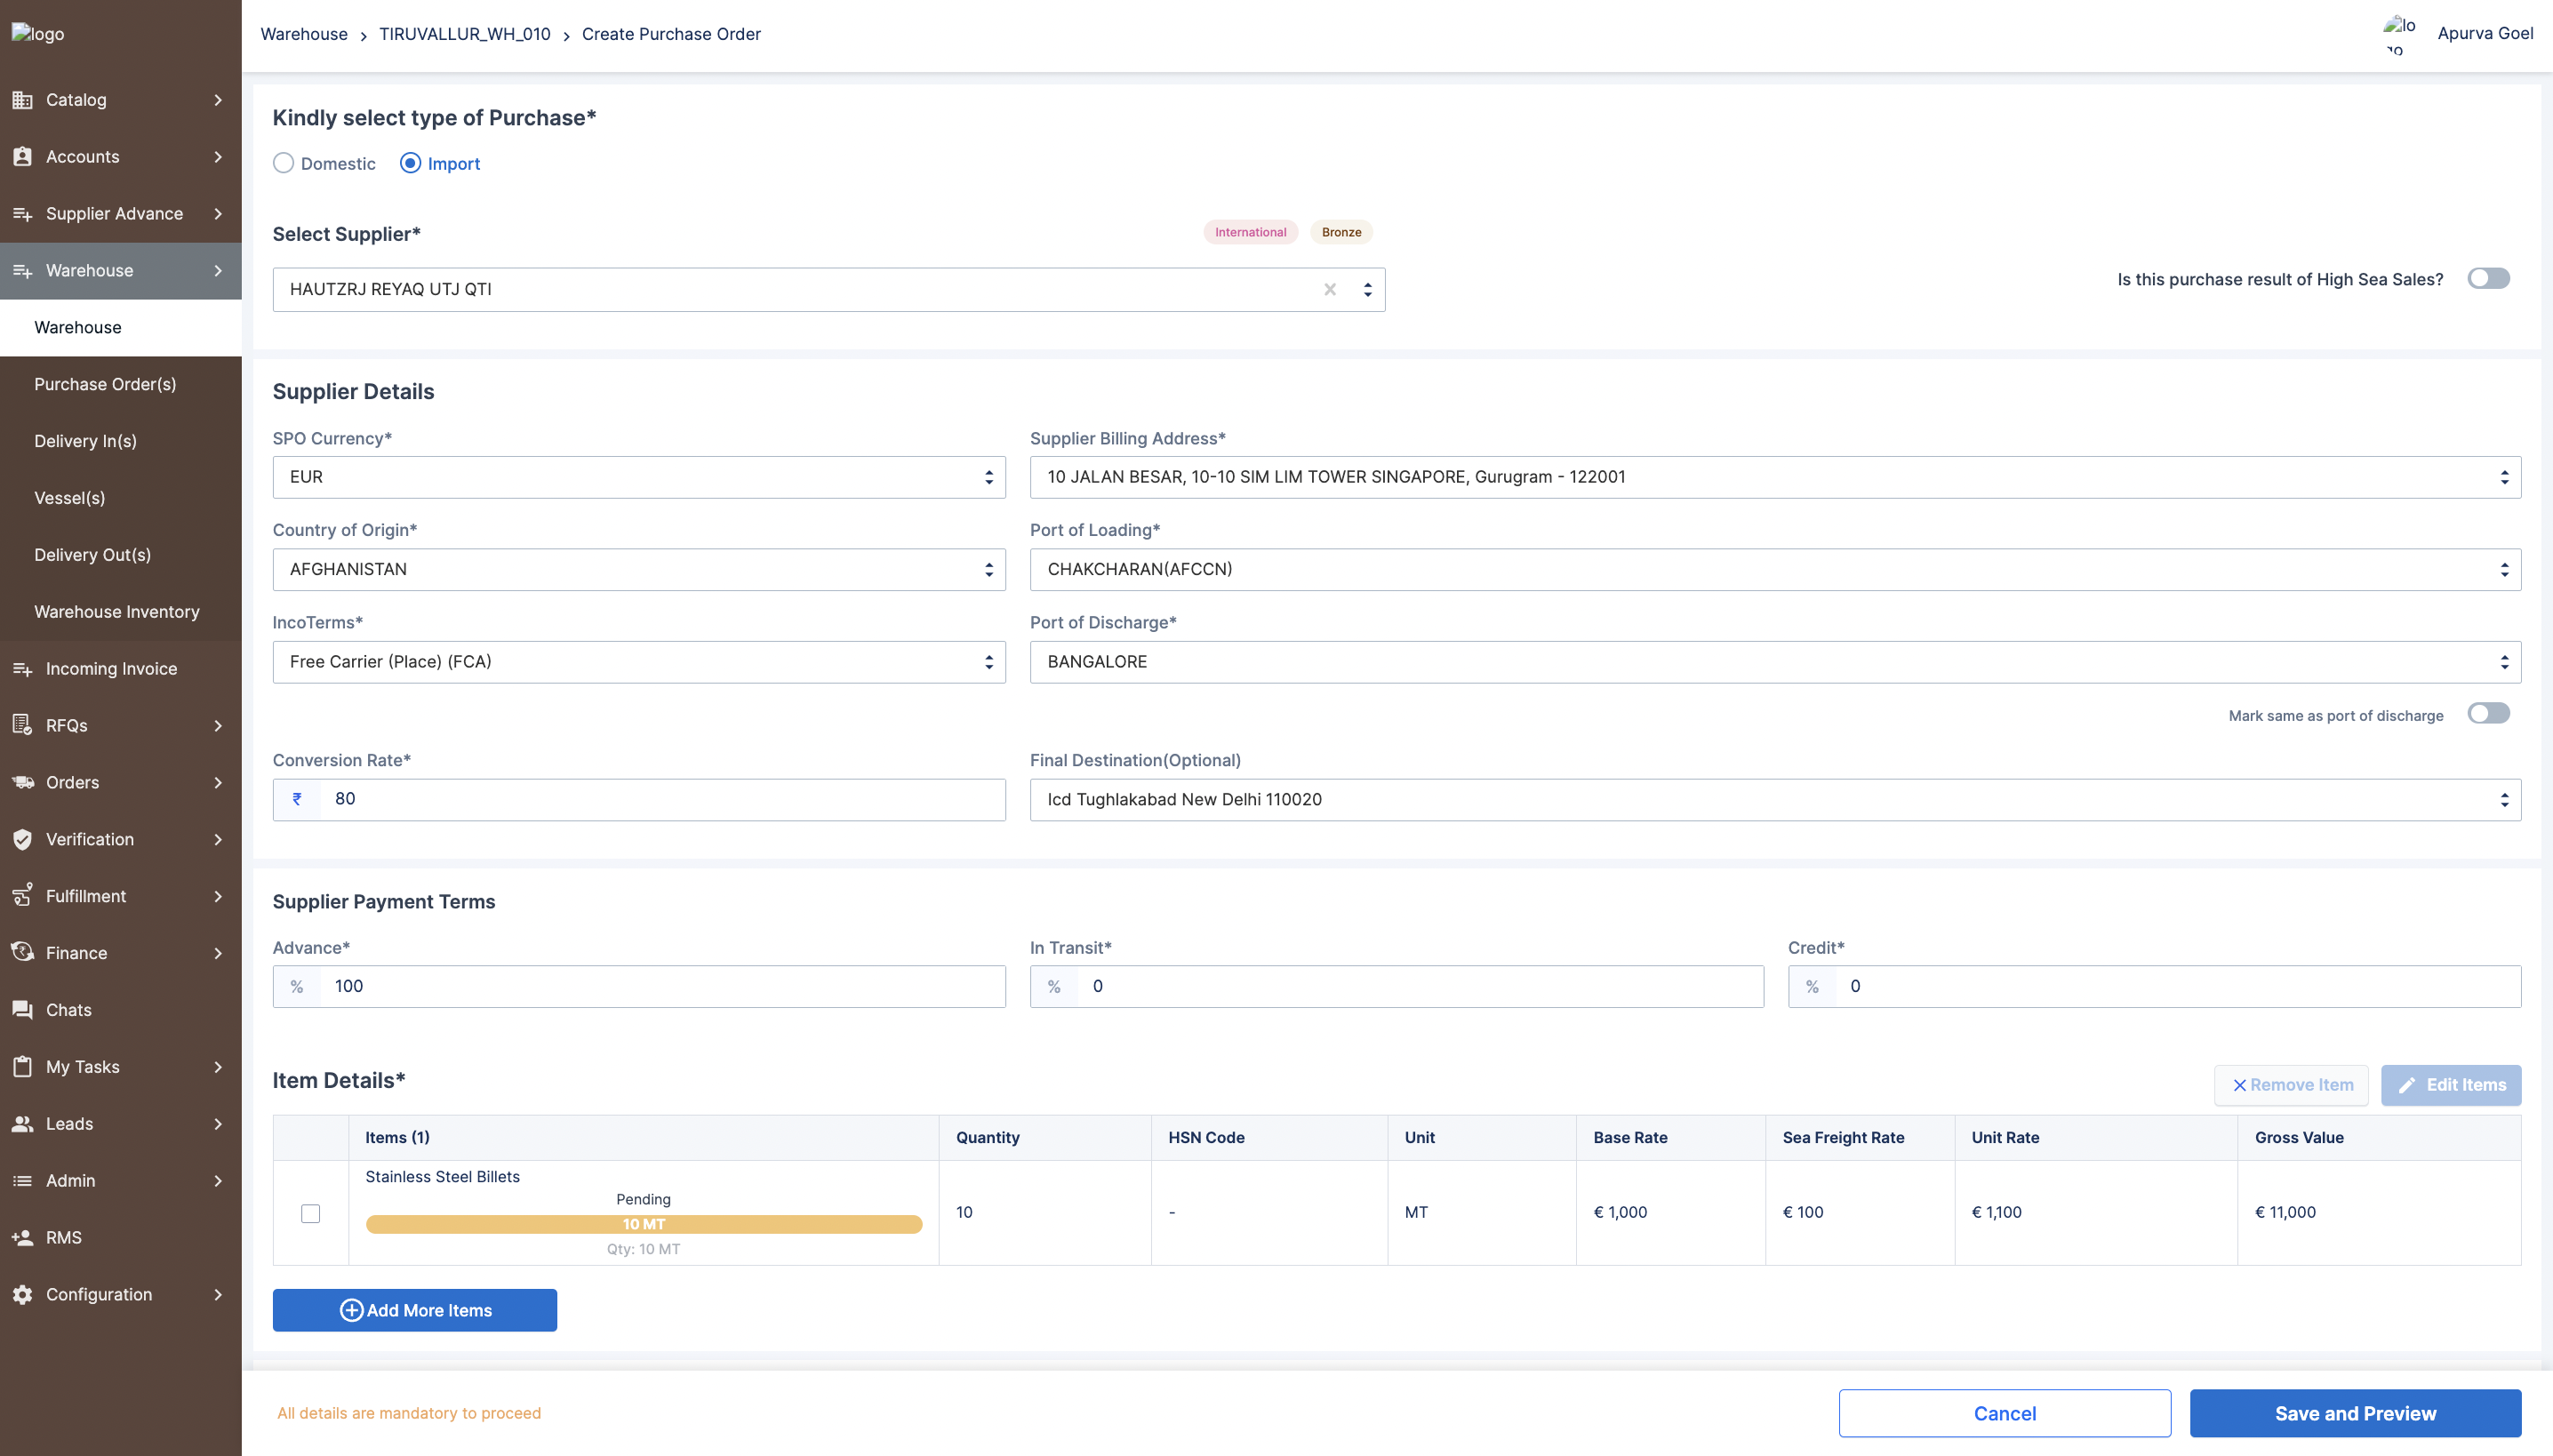 logo
Warehouse › TIRUVALLUR_WH_010 › Create Purchase Order
logo
Apurva Goel
Catalog
Accounts
Supplier Advance
Warehouse
Warehouse
Purchase Order(s)
Delivery In(s)
Vessel(s)
Delivery Out(s)
Warehouse Inventory
Incoming Invoice
RFQs
Orders
Verification
Fulfillment
Finance
Chats
My Tasks
Leads
Admin
RMS
Configuration
Kindly select type of Purchase*
Domestic Import
Select Supplier* International Bronze
HAUTZRJ REYAQ UTJ QTI
Is this purchase result of High Sea Sales?
Supplier Details
SPO Currency* Supplier Billing Address*
EUR 10 JALAN BESAR, 10-10 SIM LIM TOWER SINGAPORE, Gurugram - 122001
Country of Origin* Port of Loading*
AFGHANISTAN CHAKCHARAN(AFCCN)
IncoTerms* Port of Discharge*
Free Carrier (Place) (FCA) BANGALORE
Mark same as port of discharge
Conversion Rate* Final Destination(Optional)
₹ 80 Icd Tughlakabad New Delhi 110020
Supplier Payment Terms
Advance* In Transit* Credit*
% 100 % 0 % 0
Item Details* Remove Item Edit Items
Items (1) Quantity HSN Code Unit Base Rate Sea Freight Rate Unit Rate Gross Value
Stainless Steel Billets
Pending
10 MT
Qty: 10 MT
10 - MT € 1,000 € 100 € 1,100 € 11,000
Add More Items
All details are mandatory to proceed Cancel Save and Preview